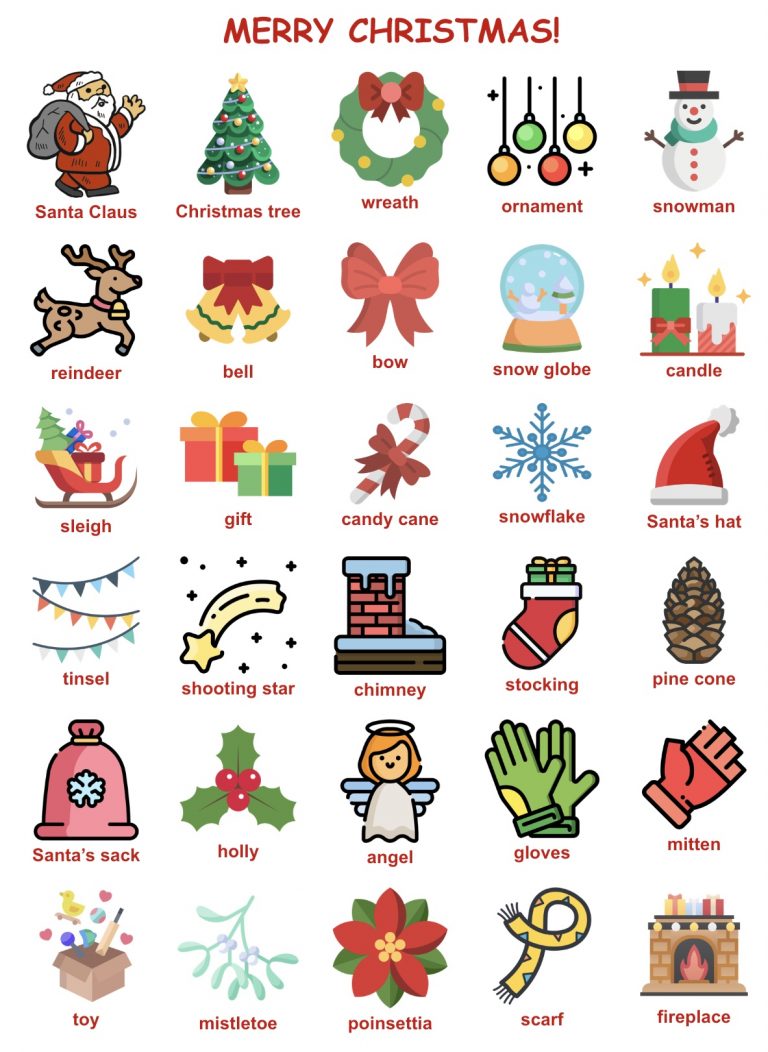 MERRY CHRISTMAS!
Santa Claus
Christmas tree
wreath
ornament
snowman
reindeer
bell
bow
snow globe
candle
sleigh
gift
candy cane
snowflake
Santa's hat
tinsel
shooting star
chimney
stocking
pine cone
Santa's sack
holly
angel
gloves
mitten
toy
mistletoe
poinsettia
scarf
fireplace